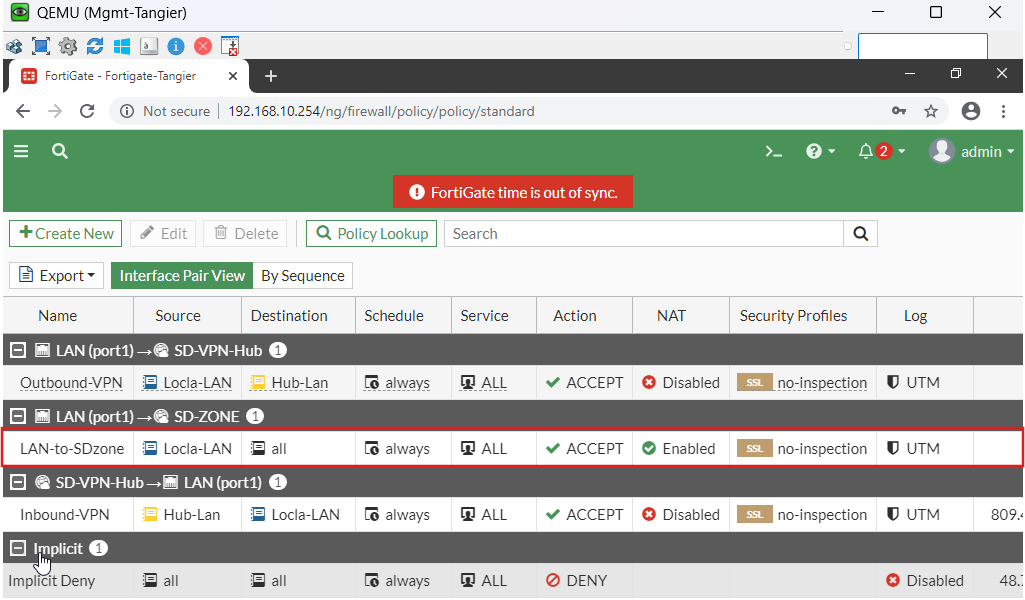 QEMU (Mgmt-Tangier)
FortiGate - Fortigate-Tangier
Not secure 192.168.10.254/ng/firewall/policy/policy/standard
2 admin
FortiGate time is out of sync.
Create New Edit Delete Policy Lookup Search
Export Interface Pair View By Sequence
Name Source Destination Schedule Service Action NAT Security Profiles Log
LAN (port1) → SD-VPN-Hub 1
Outbound-VPN Locla-LAN Hub-Lan always ALL ACCEPT Disabled SSL no-inspection UTM
LAN (port1) → SD-ZONE 1
LAN-to-SDzone Locla-LAN all always ALL ACCEPT Enabled SSL no-inspection UTM
SD-VPN-Hub → LAN (port1) 1
Inbound-VPN Hub-Lan Locla-LAN always ALL ACCEPT Disabled SSL no-inspection UTM 809.4
Implicit 1
Implicit Deny all all always ALL DENY Disabled 48.7